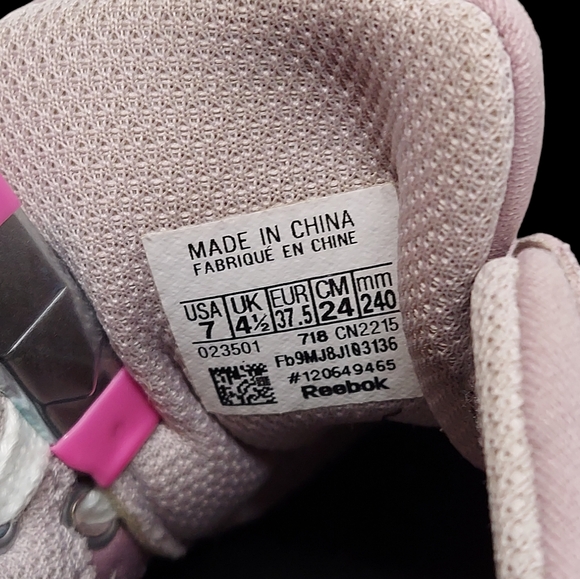 MADE IN CHINA
FABRIQUÉ EN CHINE
USA UK EUR CM mm
7 4½ 37.5 24 240
023501 718 CN2215
Fb9MJ8JIQ3136
#120649465
Reebok